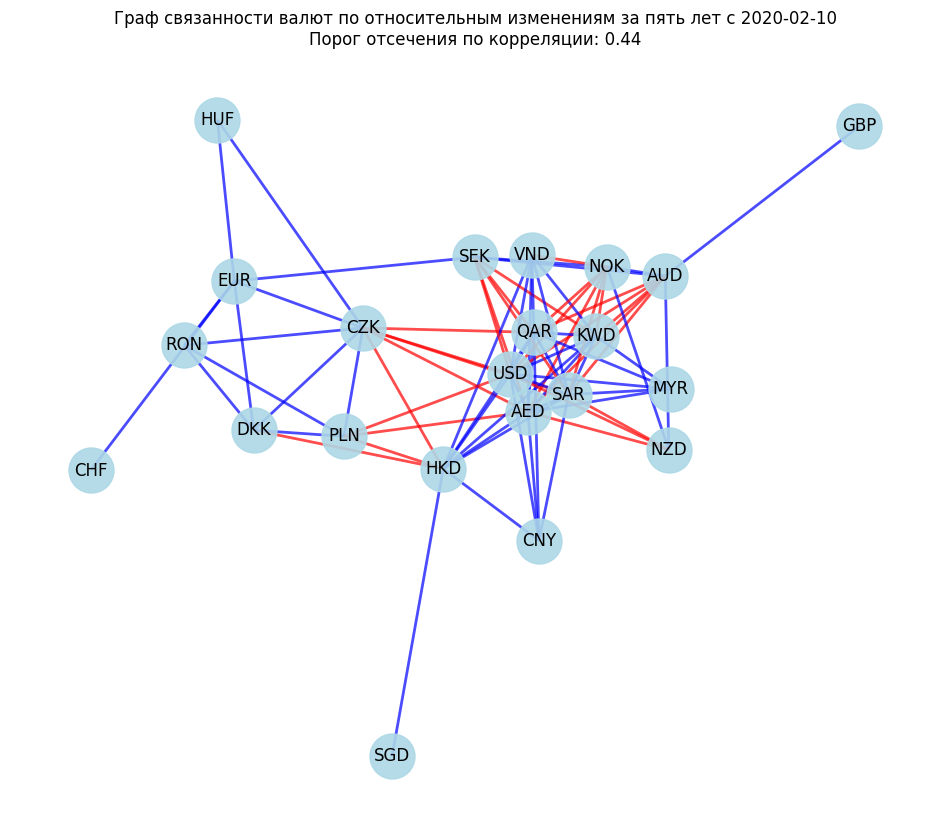 Граф связанности валют по относительным изменениям за пять лет с 2020-02-10
Порог отсечения по корреляции: 0.44
HUF
GBP
SEK
VND
NOK
AUD
EUR
CZK
QAR
KWD
RON
USD
SAR
MYR
AED
DKK
PLN
NZD
CHF
HKD
CNY
SGD